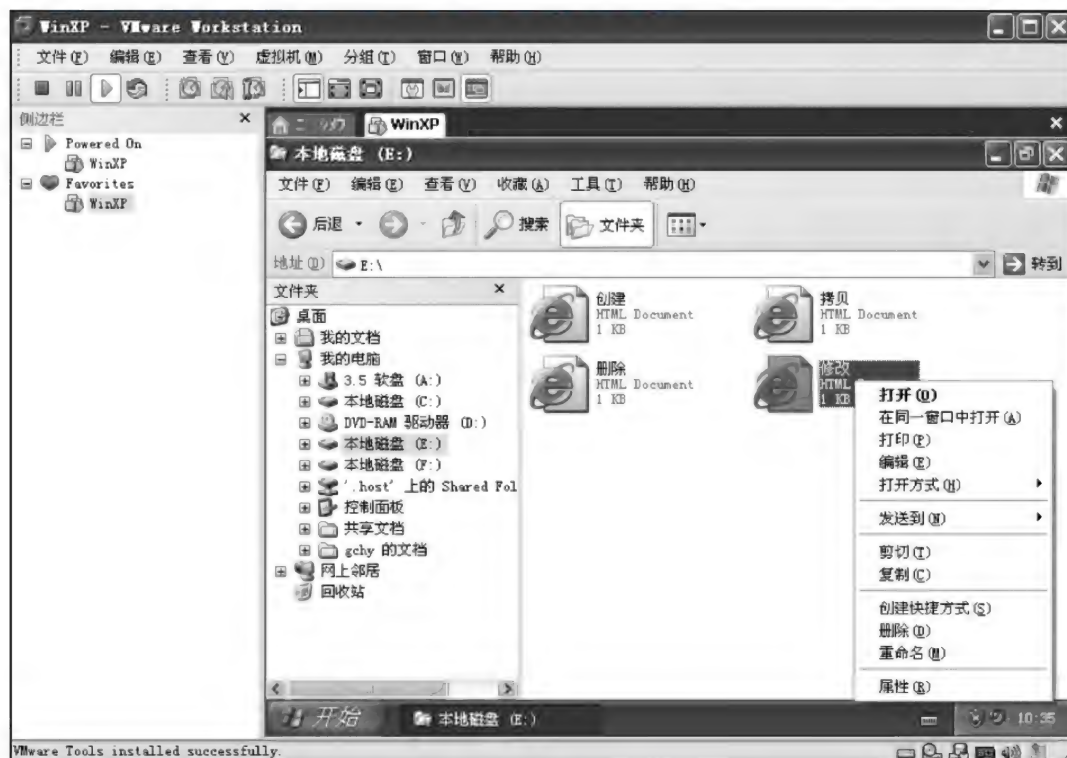 WinXP - VMware Workstation
文件(F) 编辑(E) 查看(V) 虚拟机(M) 分组(T) 窗口(W) 帮助(H)
侧边栏
Powered On
WinXP
Favorites
WinXP
WinXP
本地磁盘 (E:)
文件(F) 编辑(E) 查看(V) 收藏(A) 工具(T) 帮助(H)
后退 搜索 文件夹
地址(D) E:\ 转到
文件夹
桌面
我的文档
我的电脑
3.5 软盘 (A:)
本地磁盘 (C:)
DVD-RAM 驱动器 (D:)
本地磁盘 (E:)
本地磁盘 (F:)
'.host' 上的 Shared Fol
控制面板
共享文档
gchy 的文档
网上邻居
回收站
创建
HTML Document
1 KB
拷贝
HTML Document
1 KB
删除
HTML Document
1 KB
修改
HTML
1 KB
打开(O)
在同一窗口中打开(A)
打印(P)
编辑(E)
打开方式(H)
发送到(N)
剪切(T)
复制(C)
创建快捷方式(S)
删除(D)
重命名(M)
属性(R)
开始 本地磁盘 (E:) 10:35
VMware Tools installed successfully.